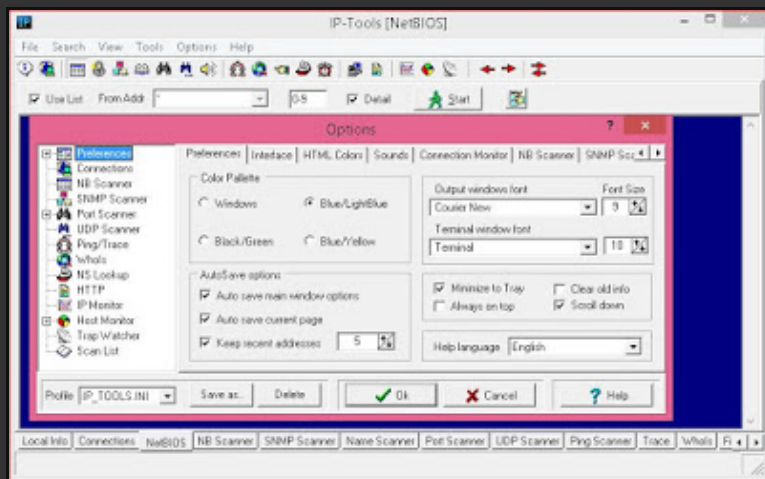 IP IP-Tools [NetBIOS]
File Search View Tools Options Help
Use List From Addr * 0-9 Detail Start
Options ?
Preferences Interface HTML Colors Sounds Connection Monitor NB Scanner SNMP Sca
Preferences
Connections
NB Scanner
SNMP Scanner
Port Scanner
UDP Scanner
Ping/Trace
WhoIs
NS Lookup
HTTP
IP Monitor
Host Monitor
Trap Watcher
Scan List
Color Pallette
Windows Blue/LightBlue
Black/Green Blue/Yellow
AutoSave options
Auto save main window options
Auto save current page
Keep recent addresses 5
Output windows font Font Size
Courier New 9
Terminal window font
Terminal 10
Minimize to Tray Clear old info
Always on top Scroll down
Help language English
Profile IP_TOOLS.INI Save as.. Delete Ok Cancel Help
Local Info Connections NetBIOS NB Scanner SNMP Scanner Name Scanner Port Scanner UDP Scanner Ping Scanner Trace WhoIs